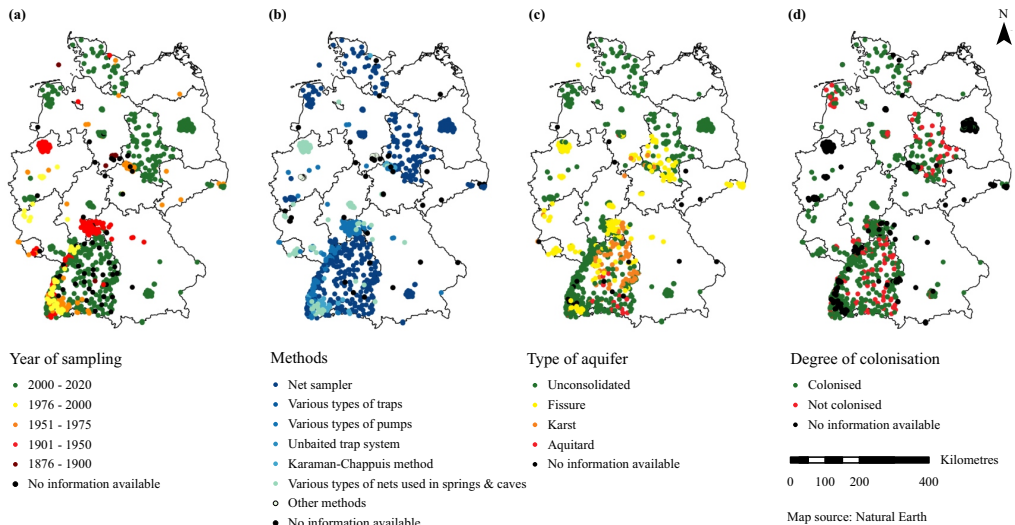 (a)
(b)
(c)
(d)
N
Year of sampling
2000 - 2020
1976 - 2000
1951 - 1975
1901 - 1950
1876 - 1900
No information available
Methods
Net sampler
Various types of traps
Various types of pumps
Unbaited trap system
Karaman-Chappuis method
Various types of nets used in springs & caves
Other methods
No information available
Type of aquifer
Unconsolidated
Fissure
Karst
Aquitard
No information available
Degree of colonisation
Colonised
Not colonised
No information available
Kilometres
0 100 200 400
Map source: Natural Earth